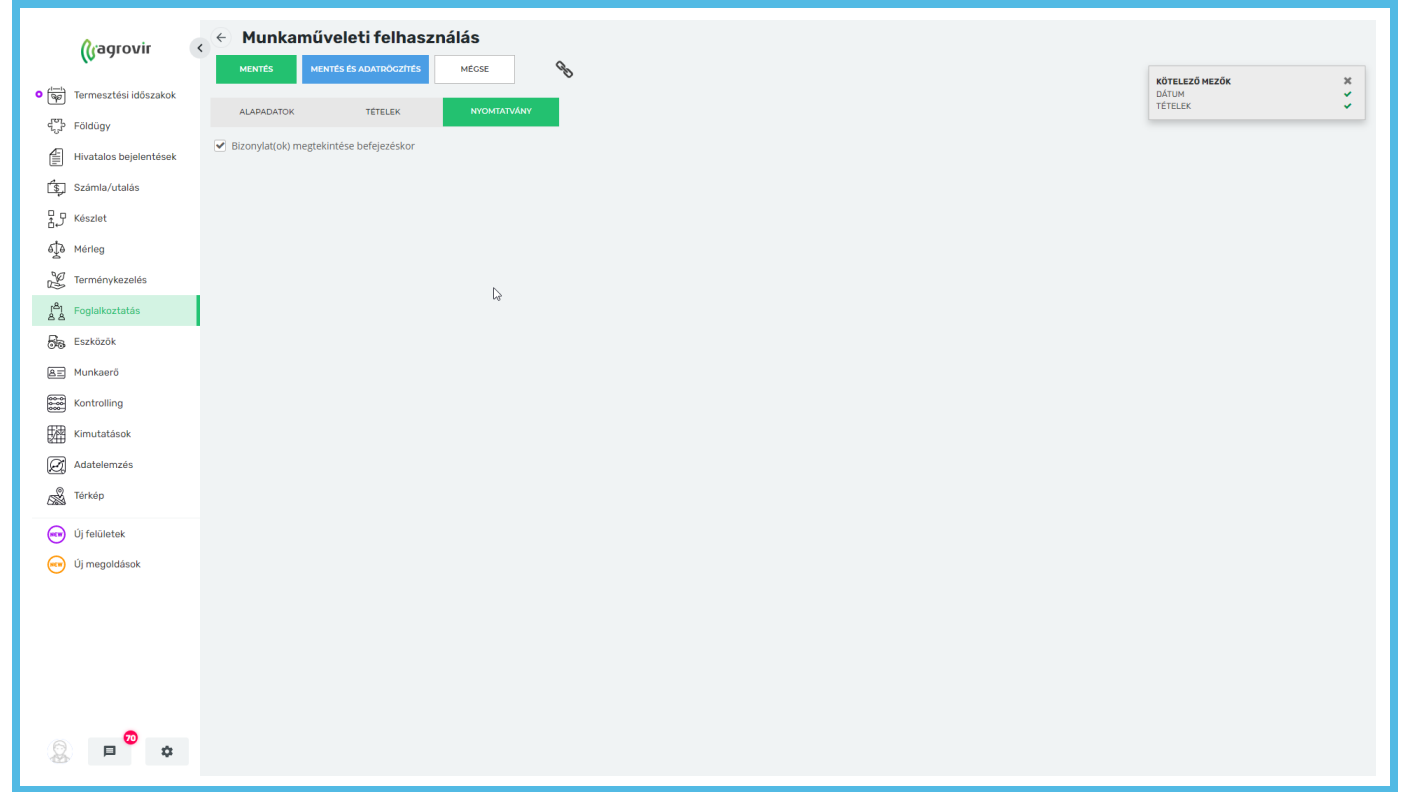 agrovir
Termesztési időszakok
Földügy
Hivatalos bejelentések
Számla/utalás
Készlet
Mérleg
Terménykezelés
Foglalkoztatás
Eszközök
Munkaerő
Kontrolling
Kimutatások
Adatelemzés
Térkép
NEW Új felületek
NEW Új megoldások
70
Munkaműveleti felhasználás
MENTÉS MENTÉS ÉS ADATRÖGZÍTÉS MÉGSE
ALAPADATOK TÉTELEK NYOMTATVÁNY
Bizonylat(ok) megtekintése befejezéskor
KÖTELEZŐ MEZŐK
DÁTUM
TÉTELEK